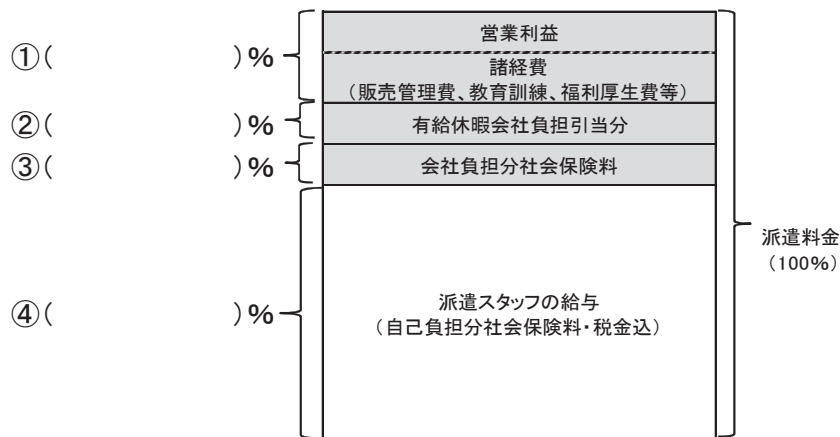 営業利益
①(　　　　　　　　)%
諸経費
（販売管理費、教育訓練、福利厚生費等）
②(　　　　　　　　)%
有給休暇会社負担引当分
③(　　　　　　　　)%
会社負担分社会保険料
派遣料金
（100%）
④(　　　　　　　　)%
派遣スタッフの給与
（自己負担分社会保険料・税金込）